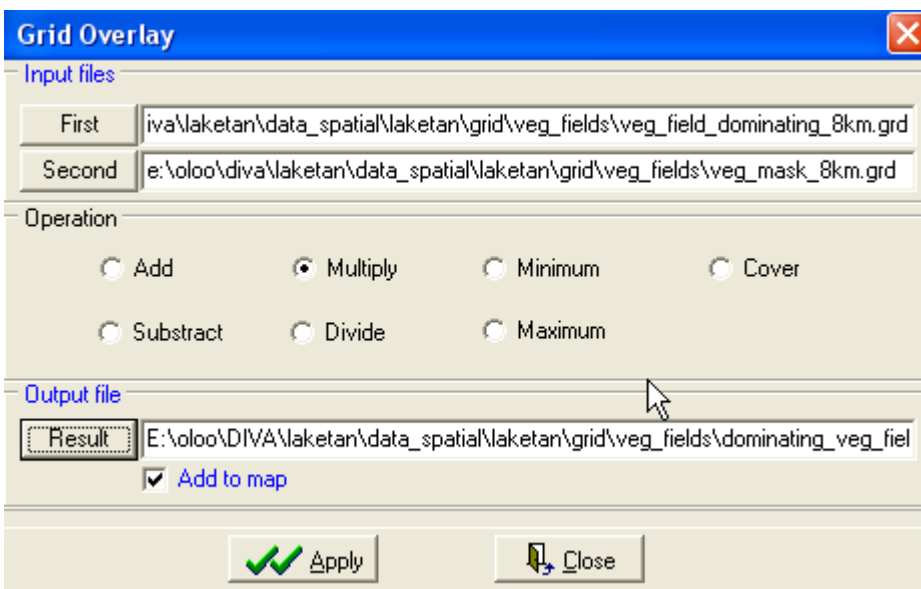 Grid Overlay
Input files
First iva\laketan\data_spatial\laketan\grid\veg_fields\veg_field_dominating_8km.grd
Second e:\oloo\diva\laketan\data_spatial\laketan\grid\veg_fields\veg_mask_8km.grd
Operation
Add Multiply Minimum Cover
Substract Divide Maximum
Output file
Result E:\oloo\DIVA\laketan\data_spatial\laketan\grid\veg_fields\dominating_veg_fiel
Add to map
Apply Close